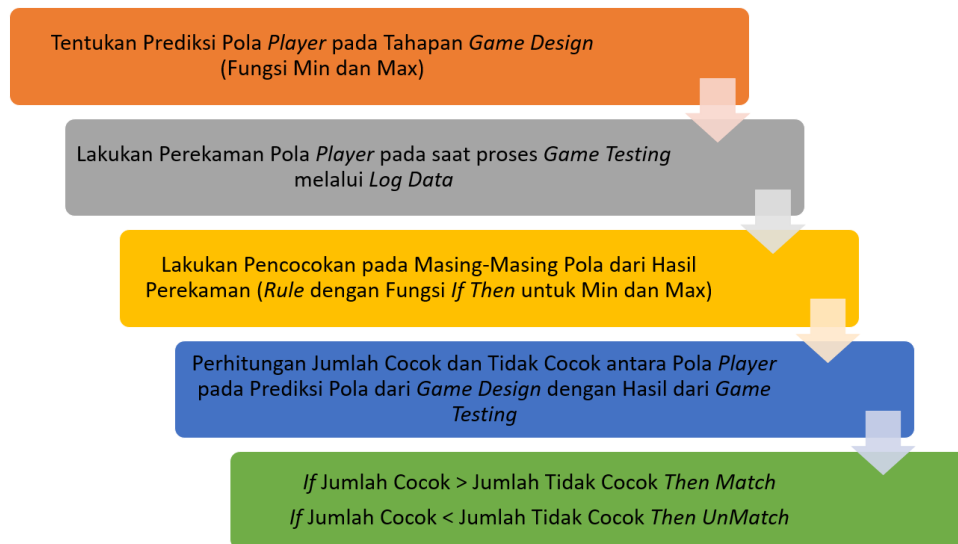 Tentukan Prediksi Pola Player pada Tahapan Game Design
(Fungsi Min dan Max)
Lakukan Perekaman Pola Player pada saat proses Game Testing
melalui Log Data
Lakukan Pencocokan pada Masing-Masing Pola dari Hasil
Perekaman (Rule dengan Fungsi If Then untuk Min dan Max)
Perhitungan Jumlah Cocok dan Tidak Cocok antara Pola Player
pada Prediksi Pola dari Game Design dengan Hasil dari Game
Testing
If Jumlah Cocok > Jumlah Tidak Cocok Then Match
If Jumlah Cocok < Jumlah Tidak Cocok Then UnMatch